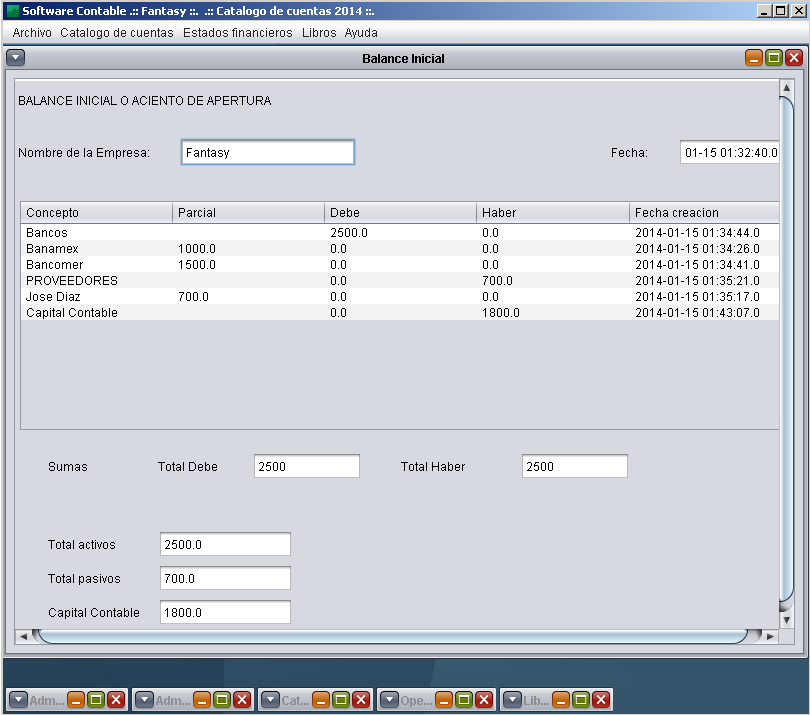 Software Contable .:: Fantasy ::. .:: Catalogo de cuentas 2014 ::.
Archivo Catalogo de cuentas Estados financieros Libros Ayuda
Balance Inicial
BALANCE INICIAL O ACIENTO DE APERTURA
Nombre de la Empresa: Fantasy Fecha: 01-15 01:32:40.0
Concepto Parcial Debe Haber Fecha creacion
Bancos 2500.0 0.0 2014-01-15 01:34:44.0
Banamex 1000.0 0.0 0.0 2014-01-15 01:34:26.0
Bancomer 1500.0 0.0 0.0 2014-01-15 01:34:41.0
PROVEEDORES 0.0 700.0 2014-01-15 01:35:21.0
Jose Diaz 700.0 0.0 0.0 2014-01-15 01:35:17.0
Capital Contable 0.0 1800.0 2014-01-15 01:43:07.0
Sumas Total Debe 2500 Total Haber 2500
Total activos 2500.0
Total pasivos 700.0
Capital Contable 1800.0
Adm... Adm... Cat... Ope... Lib...